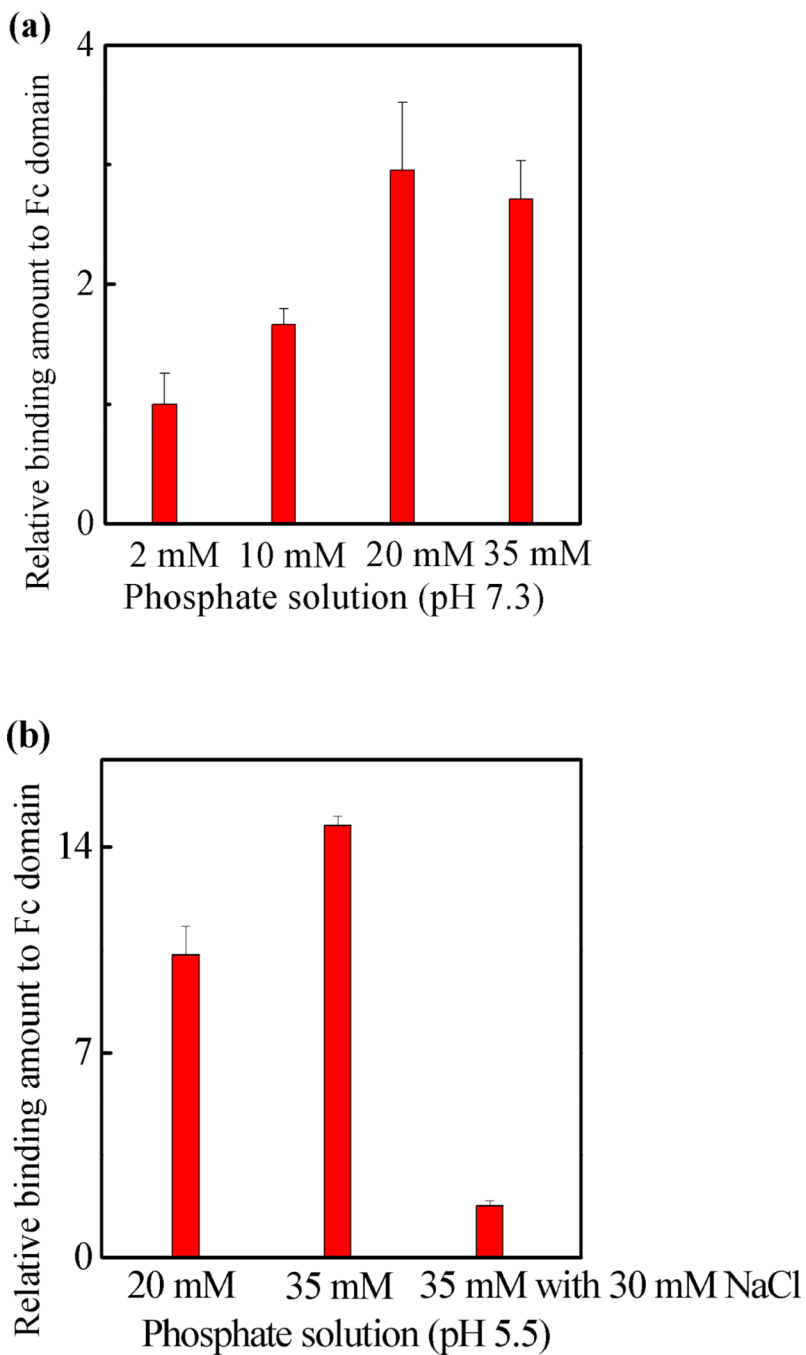 (a)
Relative binding amount to Fc domain
4
2
0
2 mM 10 mM 20 mM 35 mM
Phosphate solution (pH 7.3)
(b)
Relative binding amount to Fc domain
14
7
0
20 mM 35 mM 35 mM with 30 mM NaCl
Phosphate solution (pH 5.5)